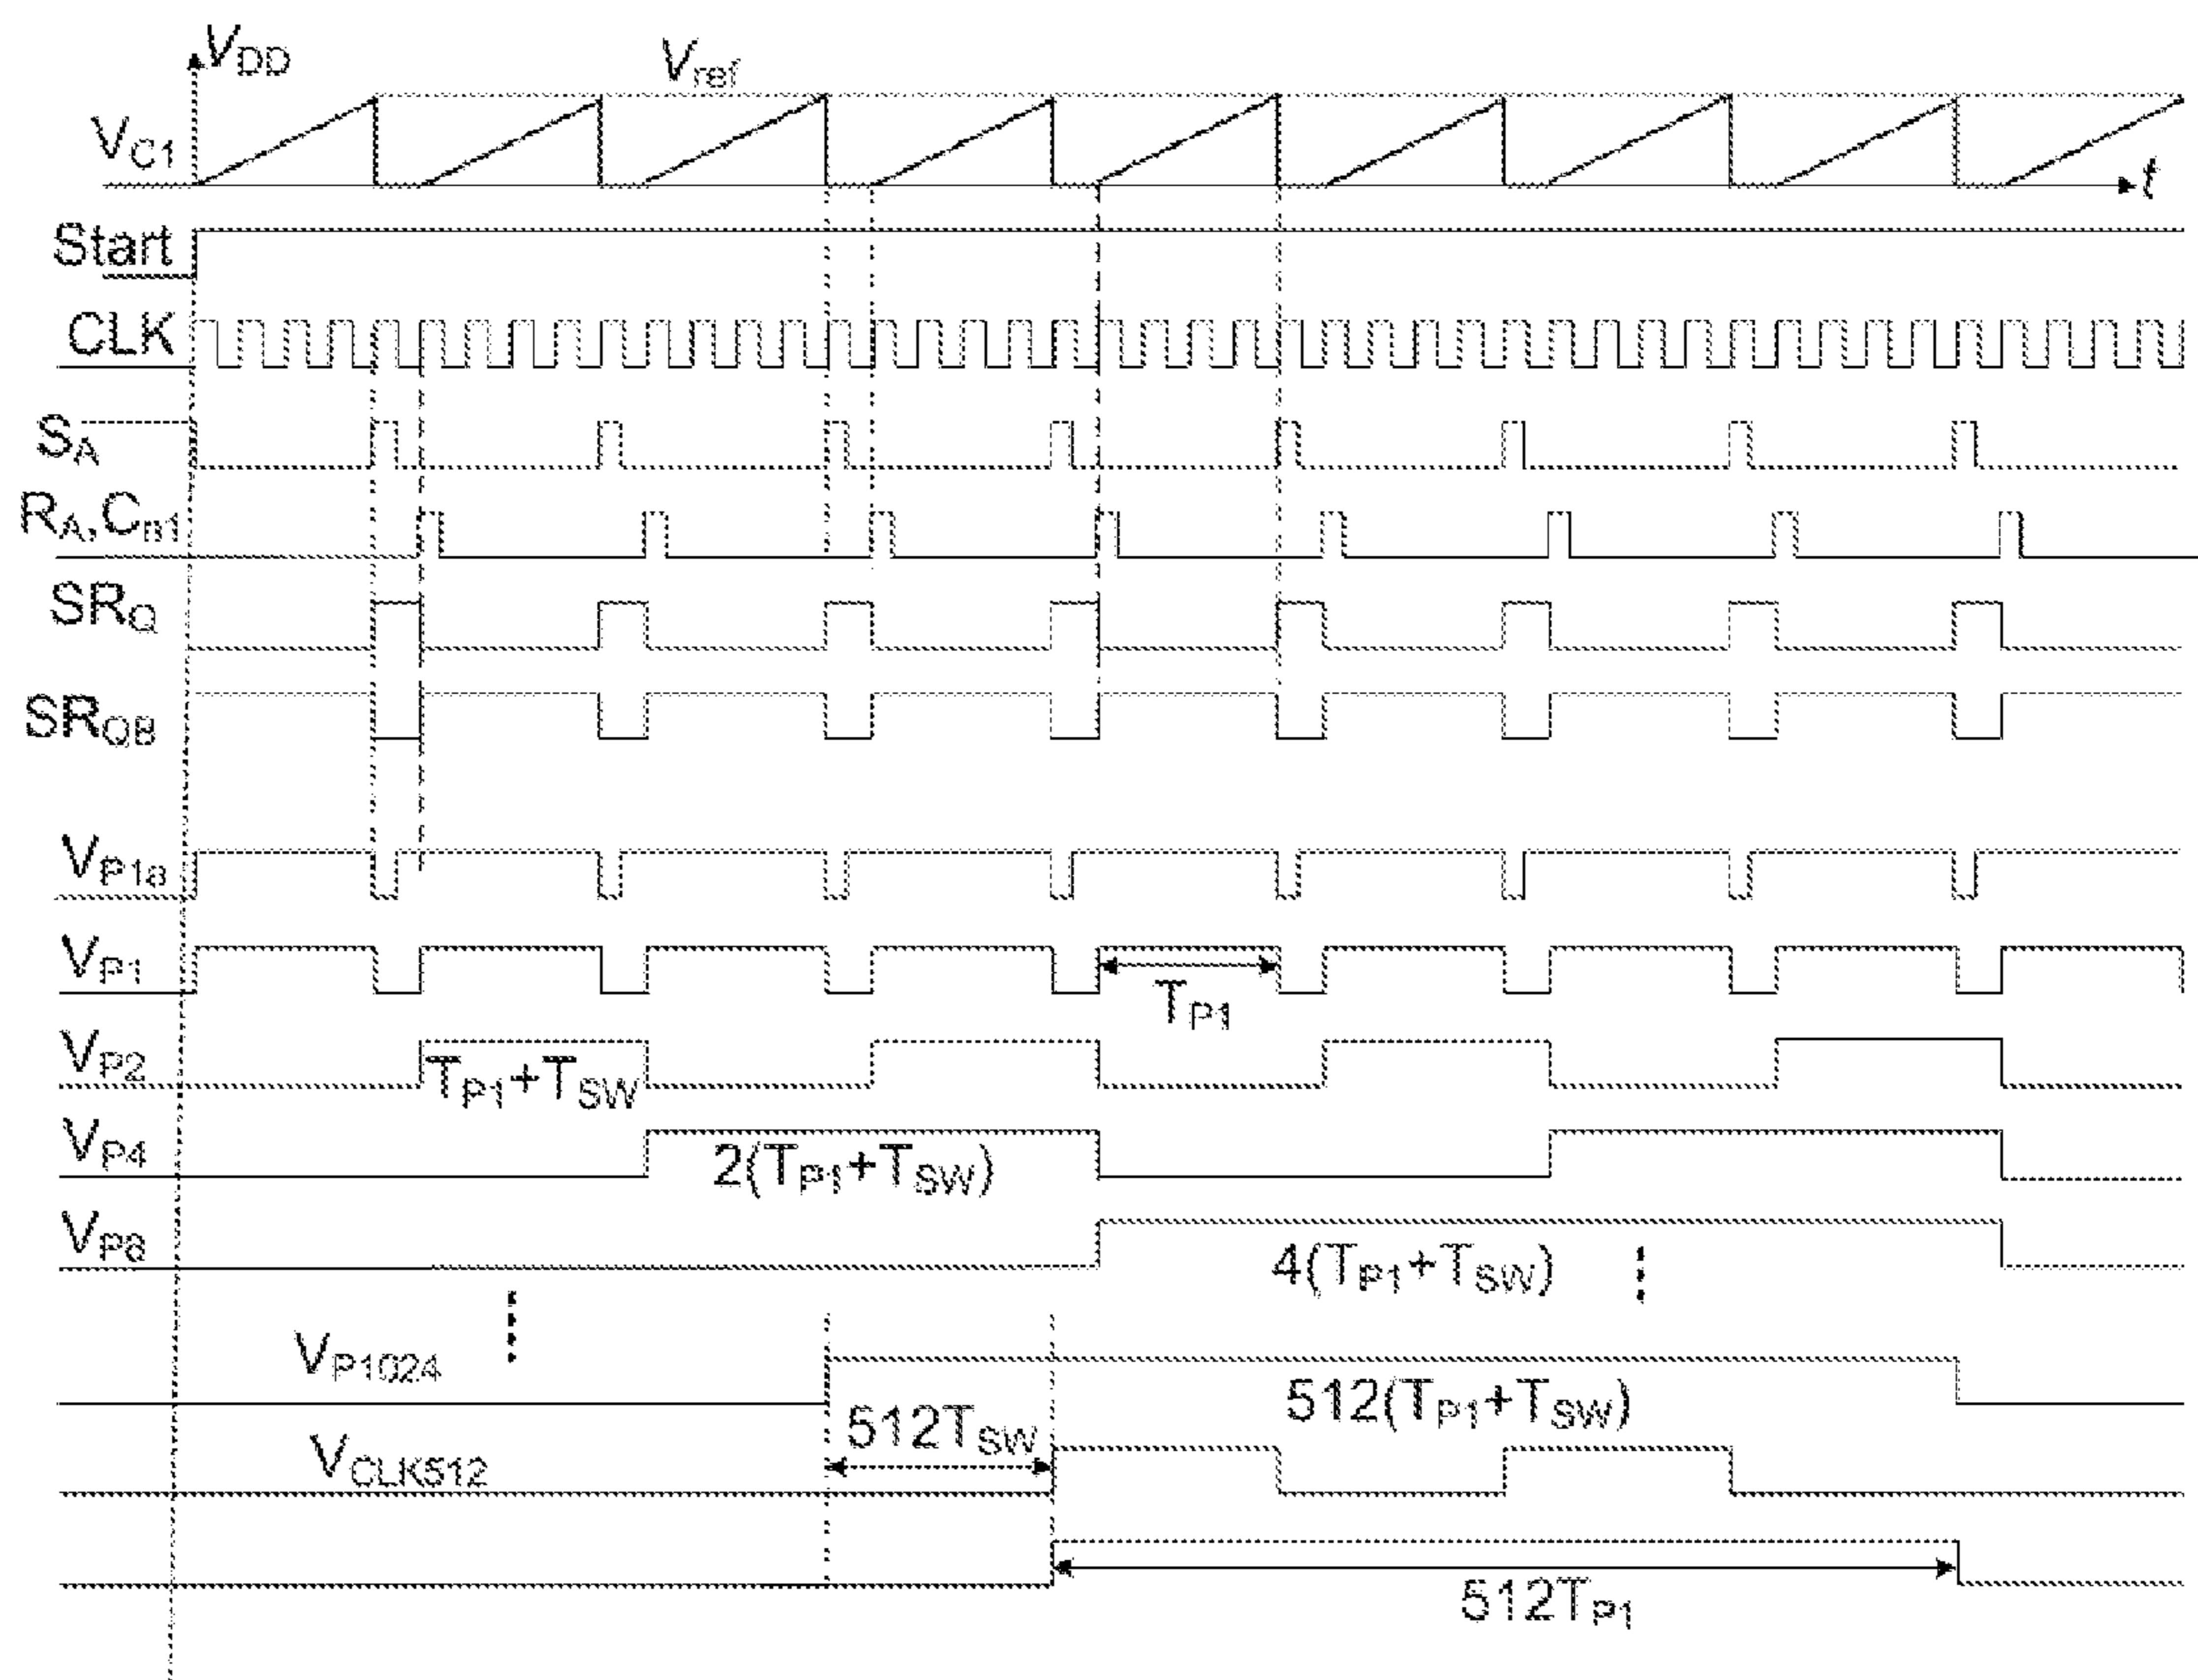 VDD
Vref
VC1
t
Start
CLK
SA
RA,Cn1
SRQ
SRQB
VP1a
VP1
TP1
VP2
TP1+TSW
VP4
2(TP1+TSW)
VP8
4(TP1+TSW)
VP1024
512(TP1+TSW)
512TSW
VCLK512
512TP1